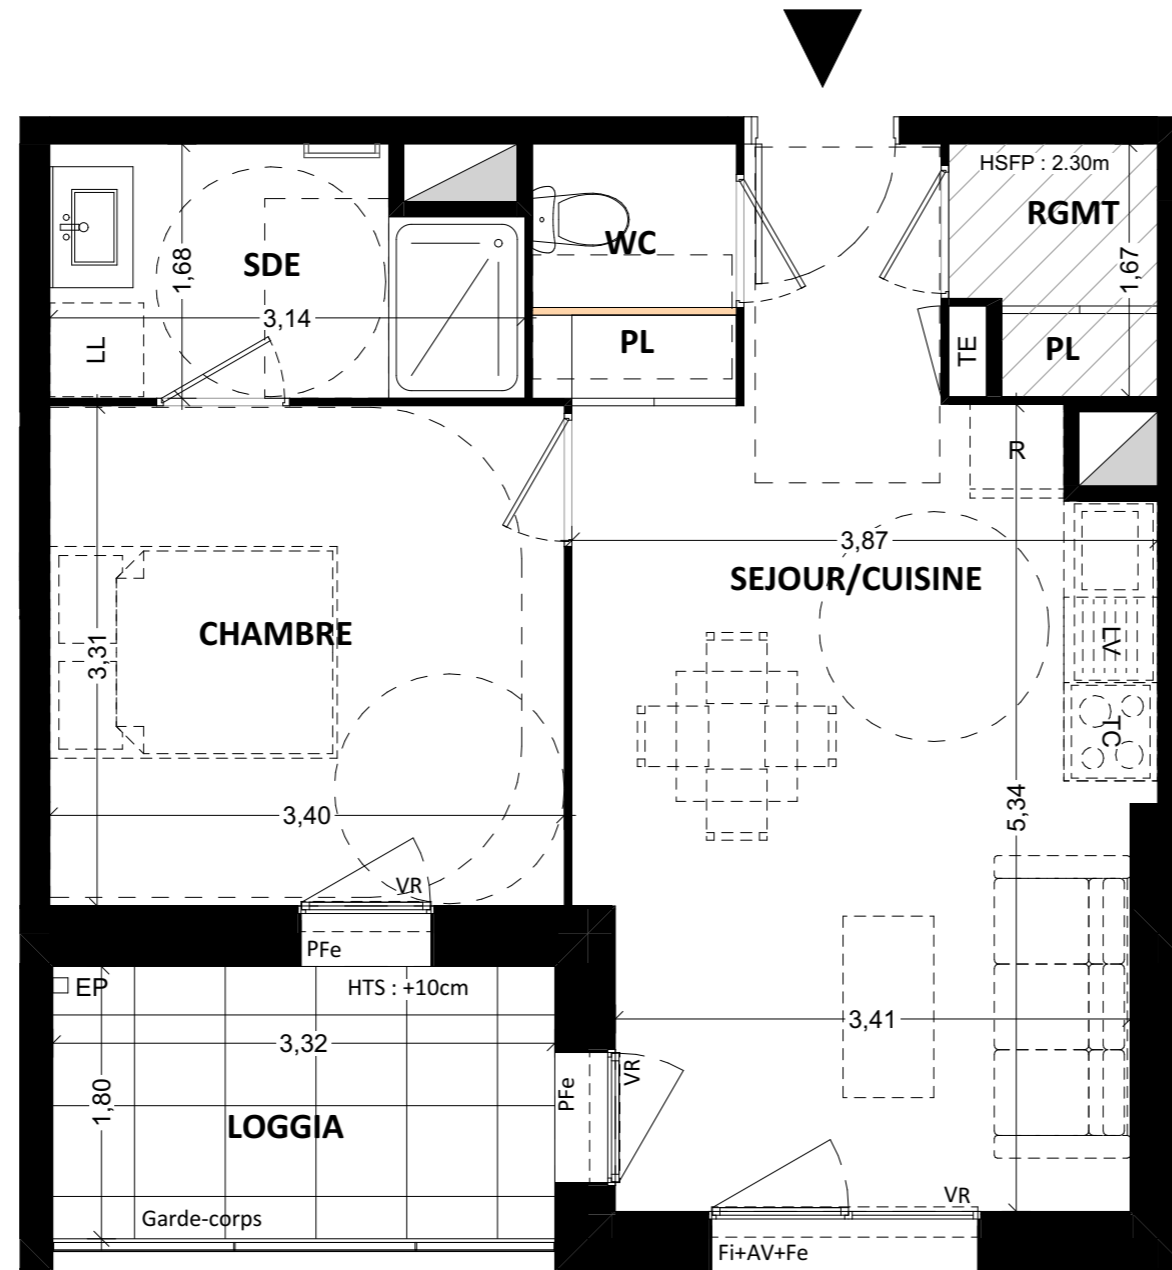 HSFP : 2.30m
RGMT
WC
SDE
1,68
1,67
3,14
PL
LL
TE
PL
R
3,87
SEJOUR/CUISINE
LV
CHAMBRE
3,31
TC
3,40
5,34
VR
PFe
EP
HTS : +10cm
3,41
3,32
VR
PFe
1,80
LOGGIA
VR
Garde-corps
Fi+AV+Fe